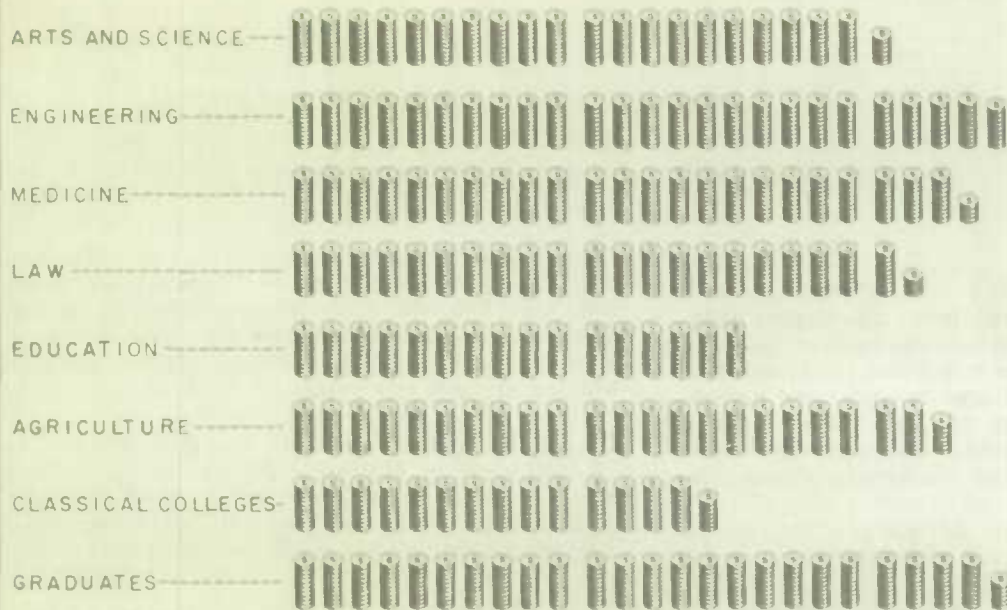 ARTS AND SCIENCE
ENGINEERING
MEDICINE
LAW
EDUCATION
AGRICULTURE
CLASSICAL COLLEGES
GRADUATES